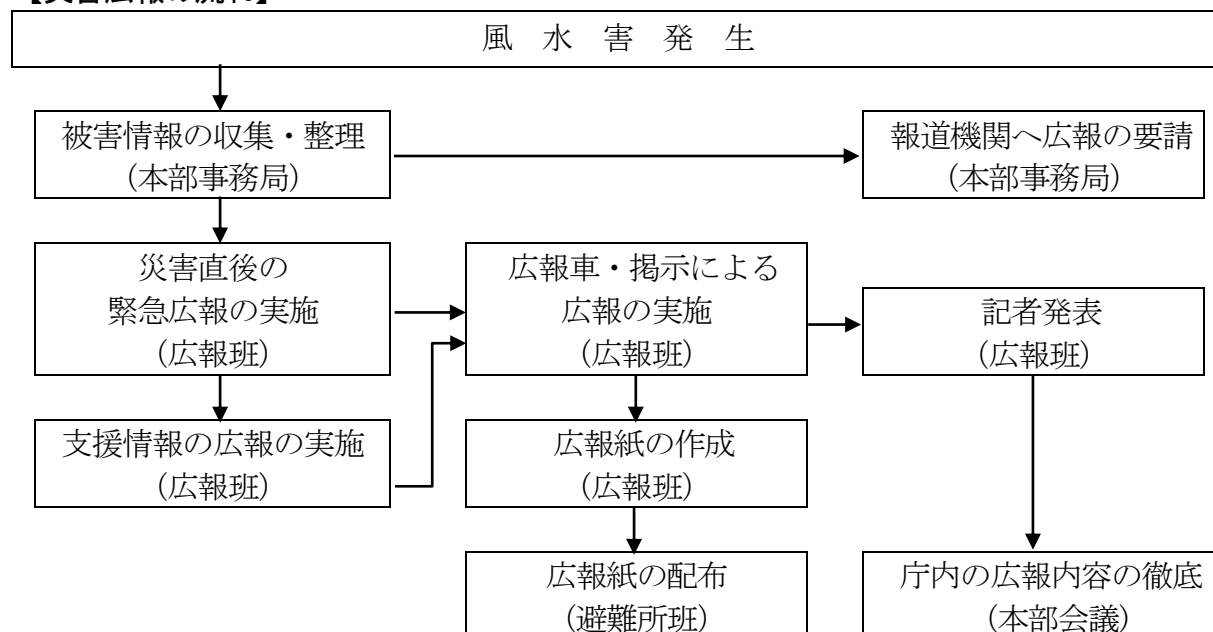 【災害広報の流れ】
風 水 害 発 生
被害情報の収集・整理
(本部事務局)
報道機関へ広報の要請
(本部事務局)
災害直後の
緊急広報の実施
(広報班)
広報車・掲示による
広報の実施
(広報班)
記者発表
(広報班)
支援情報の広報の実施
(広報班)
広報紙の作成
(広報班)
広報紙の配布
(避難所班)
庁内の広報内容の徹底
(本部会議)